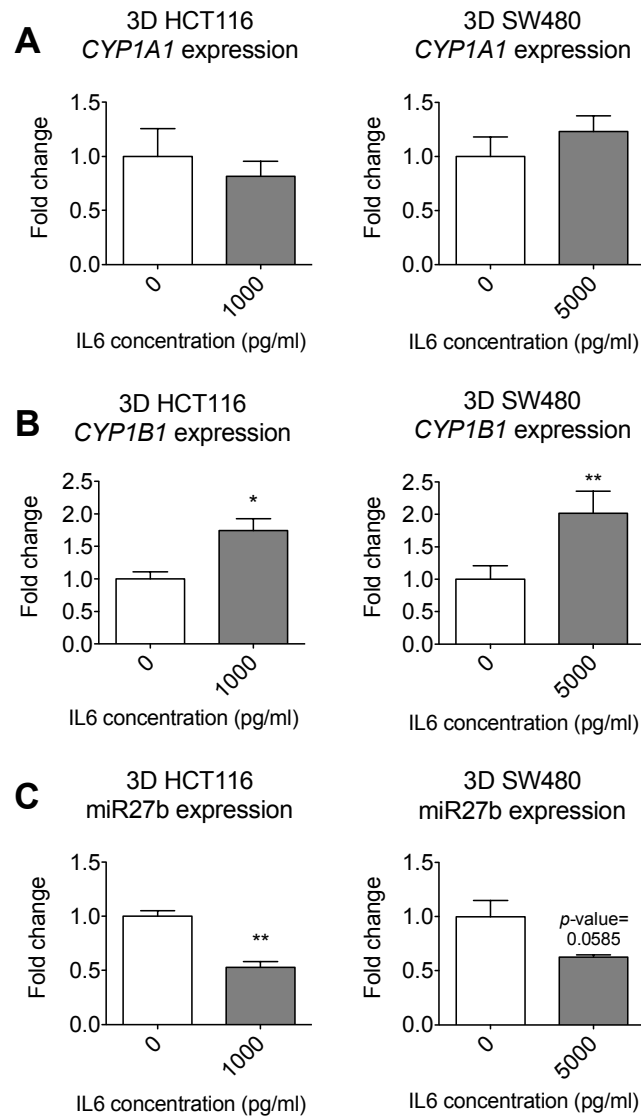 A
3D HCT116
CYP1A1 expression
Fold change
1.5
1.0
0.5
0.0
0
1000
IL6 concentration (pg/ml)
3D SW480
CYP1A1 expression
Fold change
1.5
1.0
0.5
0.0
0
5000
IL6 concentration (pg/ml)
B
3D HCT116
CYP1B1 expression
Fold change
2.5
2.0
1.5
1.0
0.5
0.0
*
0
1000
IL6 concentration (pg/ml)
3D SW480
CYP1B1 expression
Fold change
2.5
2.0
1.5
1.0
0.5
0.0
**
0
5000
IL6 concentration (pg/ml)
C
3D HCT116
miR27b expression
Fold change
1.5
1.0
0.5
0.0
**
0
1000
IL6 concentration (pg/ml)
3D SW480
miR27b expression
Fold change
1.5
1.0
0.5
0.0
p-value=
0.0585
0
5000
IL6 concentration (pg/ml)